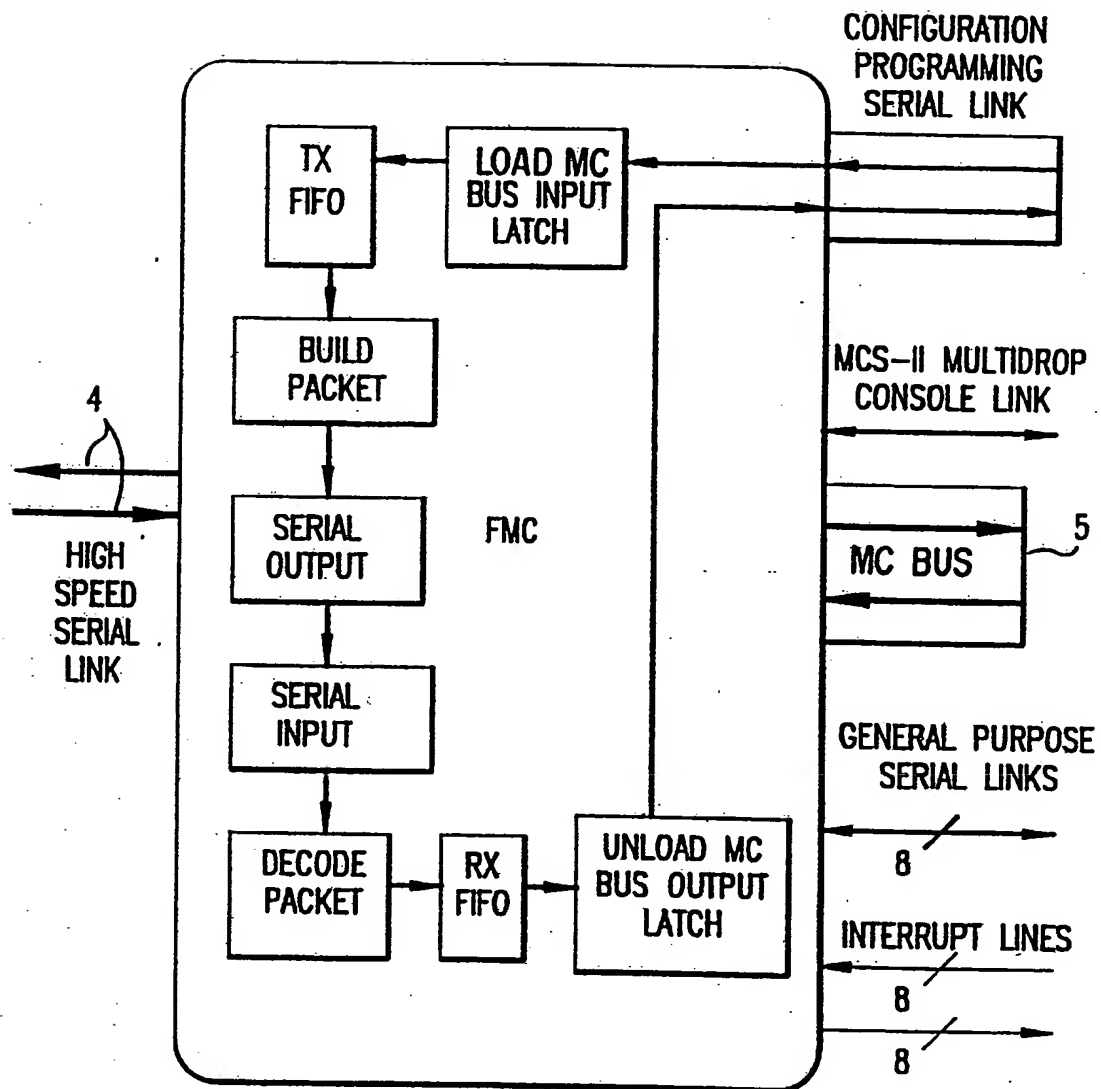 CONFIGURATION
PROGRAMMING
SERIAL LINK
TX
FIFO
LOAD MC
BUS INPUT
LATCH
BUILD
PACKET
MCS-II MULTIDROP
CONSOLE LINK
4
SERIAL
OUTPUT
FMC
5
MC BUS
HIGH
SPEED
SERIAL
LINK
SERIAL
INPUT
GENERAL PURPOSE
SERIAL LINKS
8
DECODE
PACKET
RX
FIFO
UNLOAD MC
BUS OUTPUT
LATCH
INTERRUPT LINES
8
8